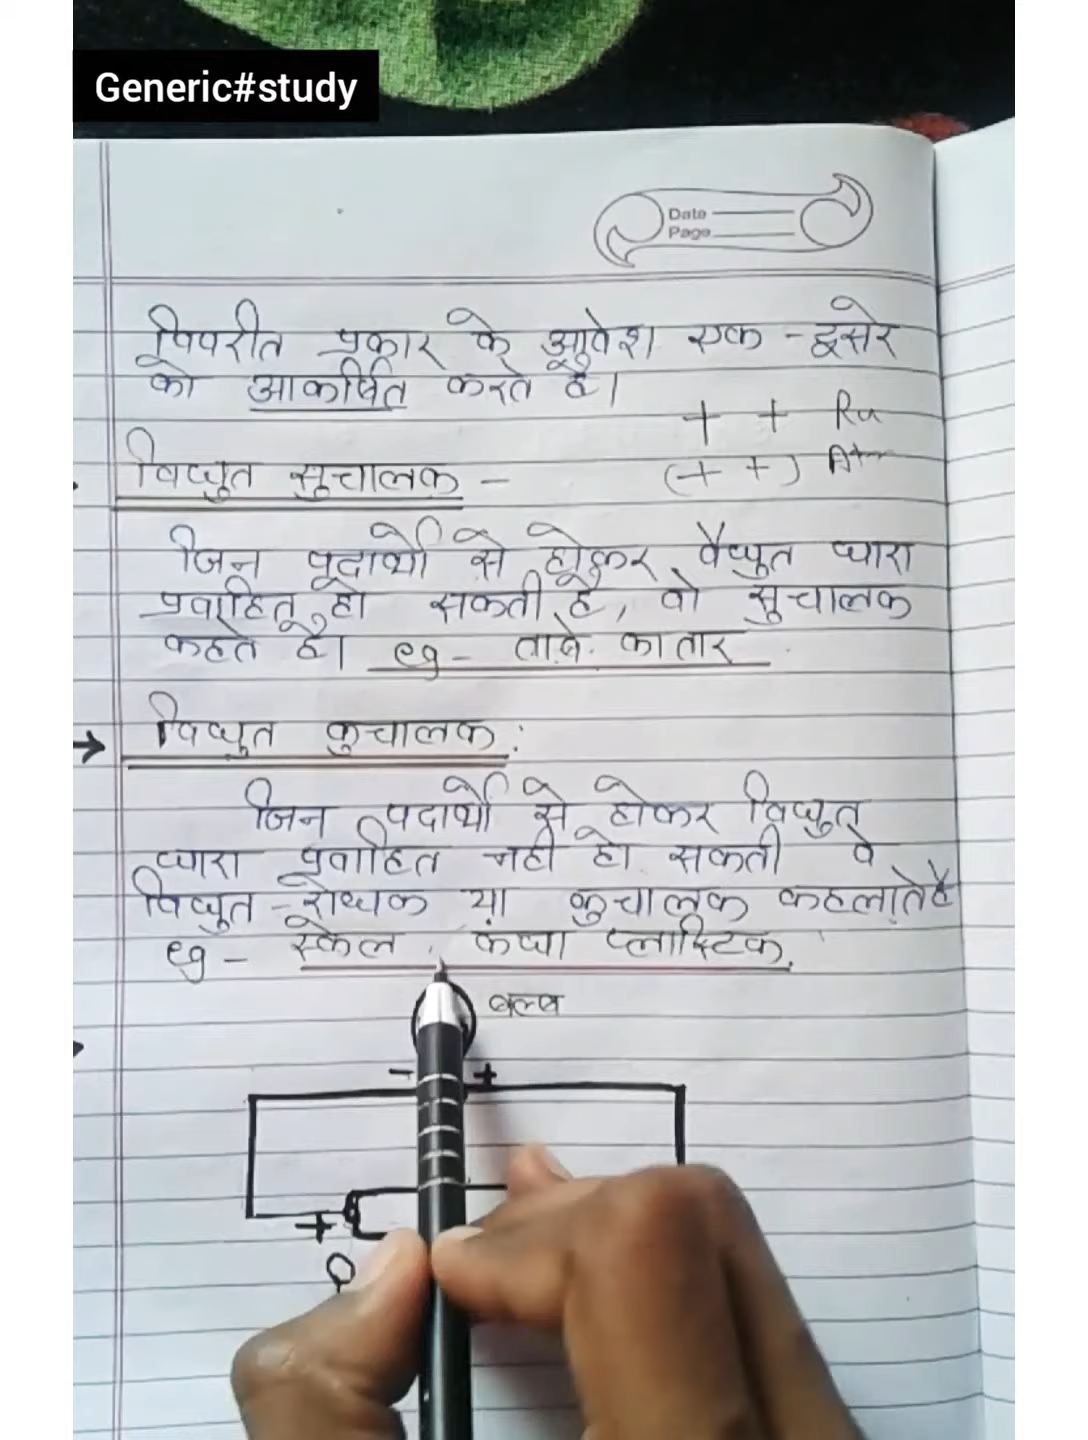 Generic#study
Date
Page
विपरीत प्रकार के आवेश एक-दूसरे
को आकर्षित करते है।
+ + Ru
(+ +)
विध्युत सुचालक -
जिन पदार्थो से होकर वैध्युत धारा
प्रवाहित हो सकती है, वो सुचालक
कहते है। eg - तांबे का तार
विध्युत कुचालक :
जिन पदार्थो से होकर विध्युत
धारा प्रवाहित नही हो सकती वे
विध्युत-रोधक या कुचालक कहलाते है
eg - स्केल, कंघा प्लास्टिक.
बल्ब
- +
+